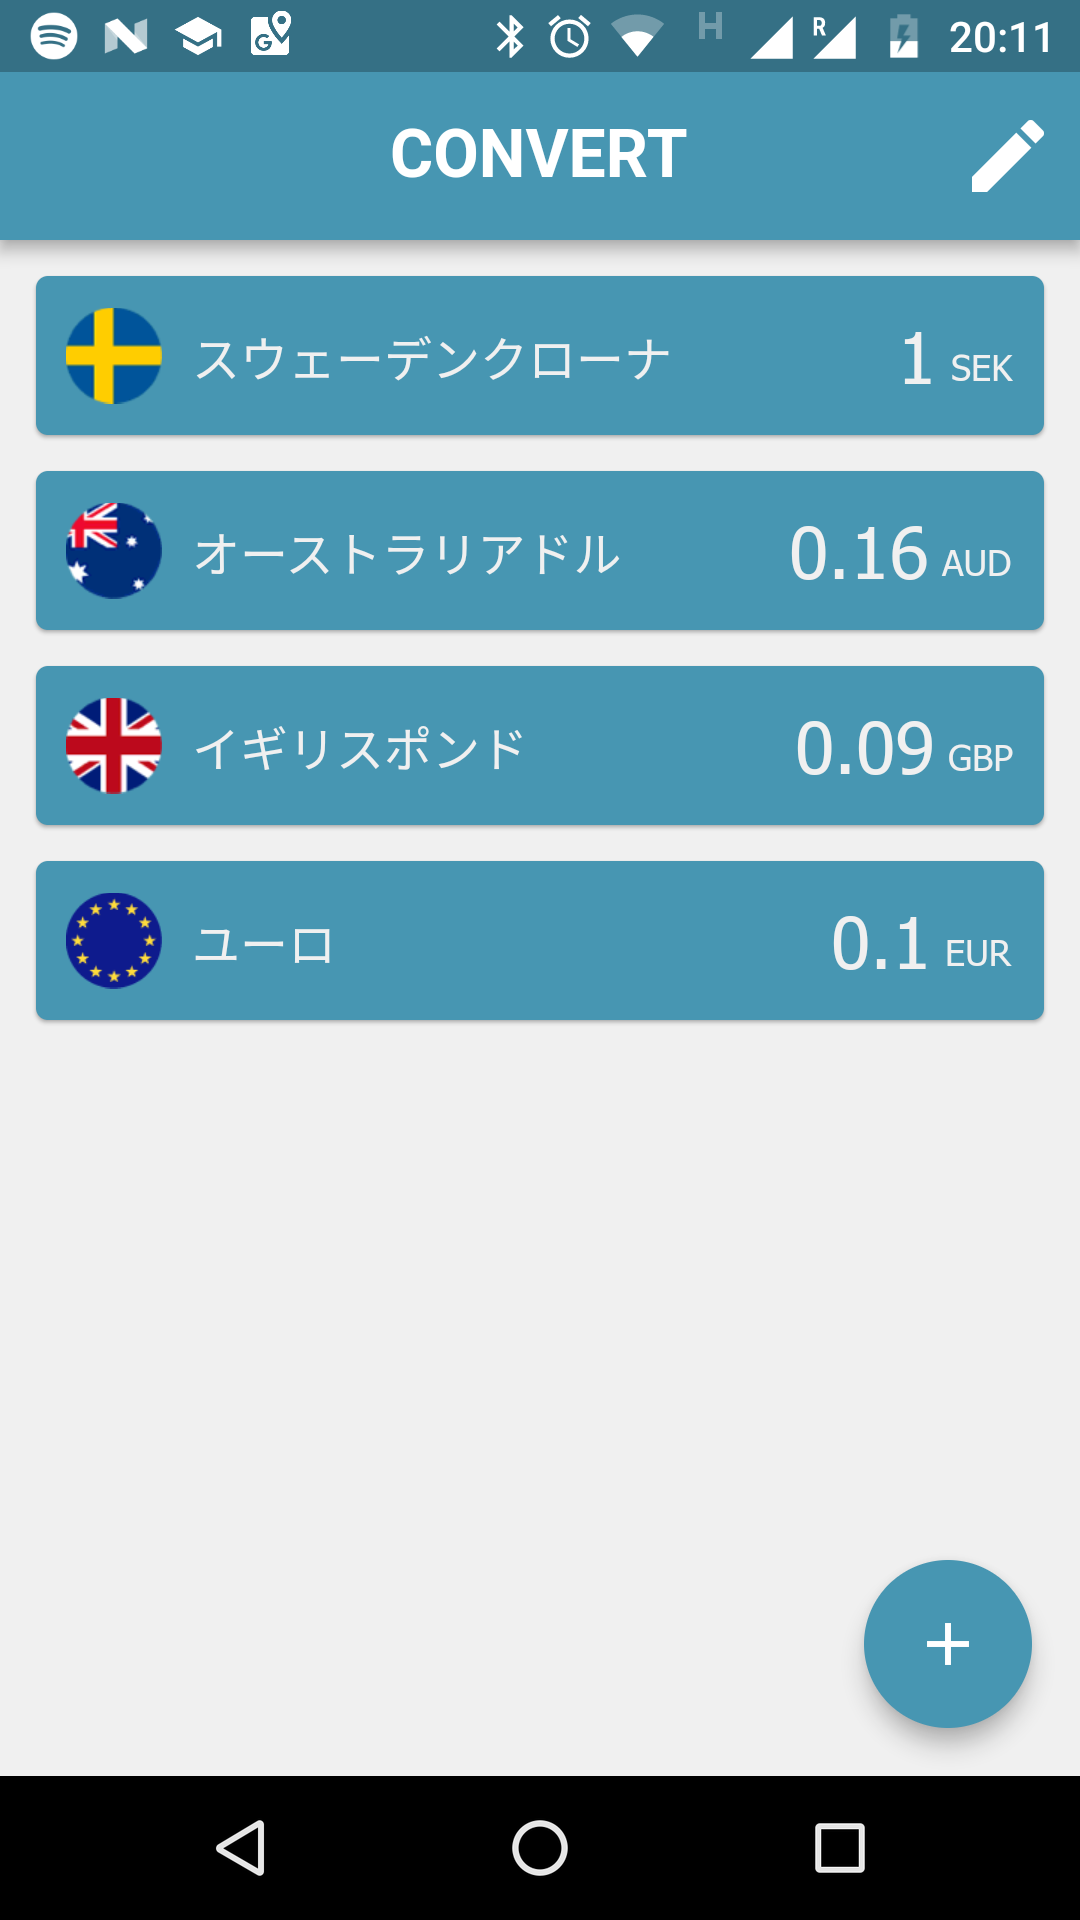 H R 20:11
CONVERT
スウェーデンクローナ 1 SEK
オーストラリアドル 0.16 AUD
イギリスポンド 0.09 GBP
ユーロ 0.1 EUR